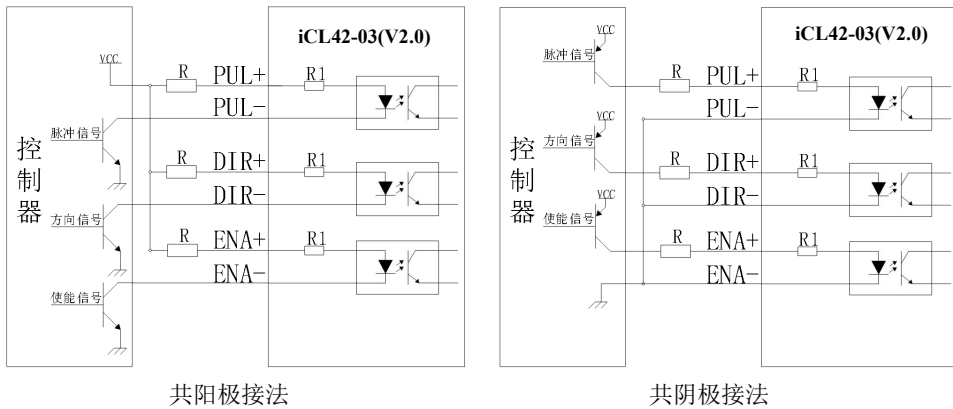 iCL42-03(V2.0)
VCC
R
PUL+
R1
PUL-
脉冲信号
控制器
R
DIR+
R1
DIR-
方向信号
R
ENA+
R1
ENA-
使能信号
共阳极接法
iCL42-03(V2.0)
VCC
脉冲信号
R
PUL+
R1
PUL-
VCC
方向信号
控制器
R
DIR+
R1
DIR-
VCC
使能信号
R
ENA+
R1
ENA-
共阴极接法